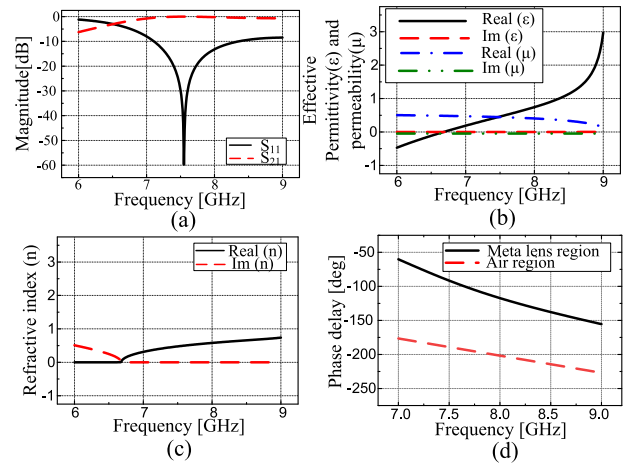 Magnitude[dB]
0
-10
-20
-30
-40
-50
-60
S11
S21
6 7 8 9
Frequency [GHz]
(a)
Effective
Permittivity(ε) and
permeability(μ)
4
3
2
1
0
-1
Real (ε)
Im (ε)
Real (μ)
Im (μ)
6 7 8 9
Frequency [GHz]
(b)
Refractive index (n)
3
2
1
0
-1
Real (n)
Im (n)
6 7 8 9
Frequency [GHz]
(c)
Phase delay [deg]
-50
-100
-150
-200
-250
Meta lens region
Air region
7.0 7.5 8.0 8.5 9.0
Frequency [GHz]
(d)